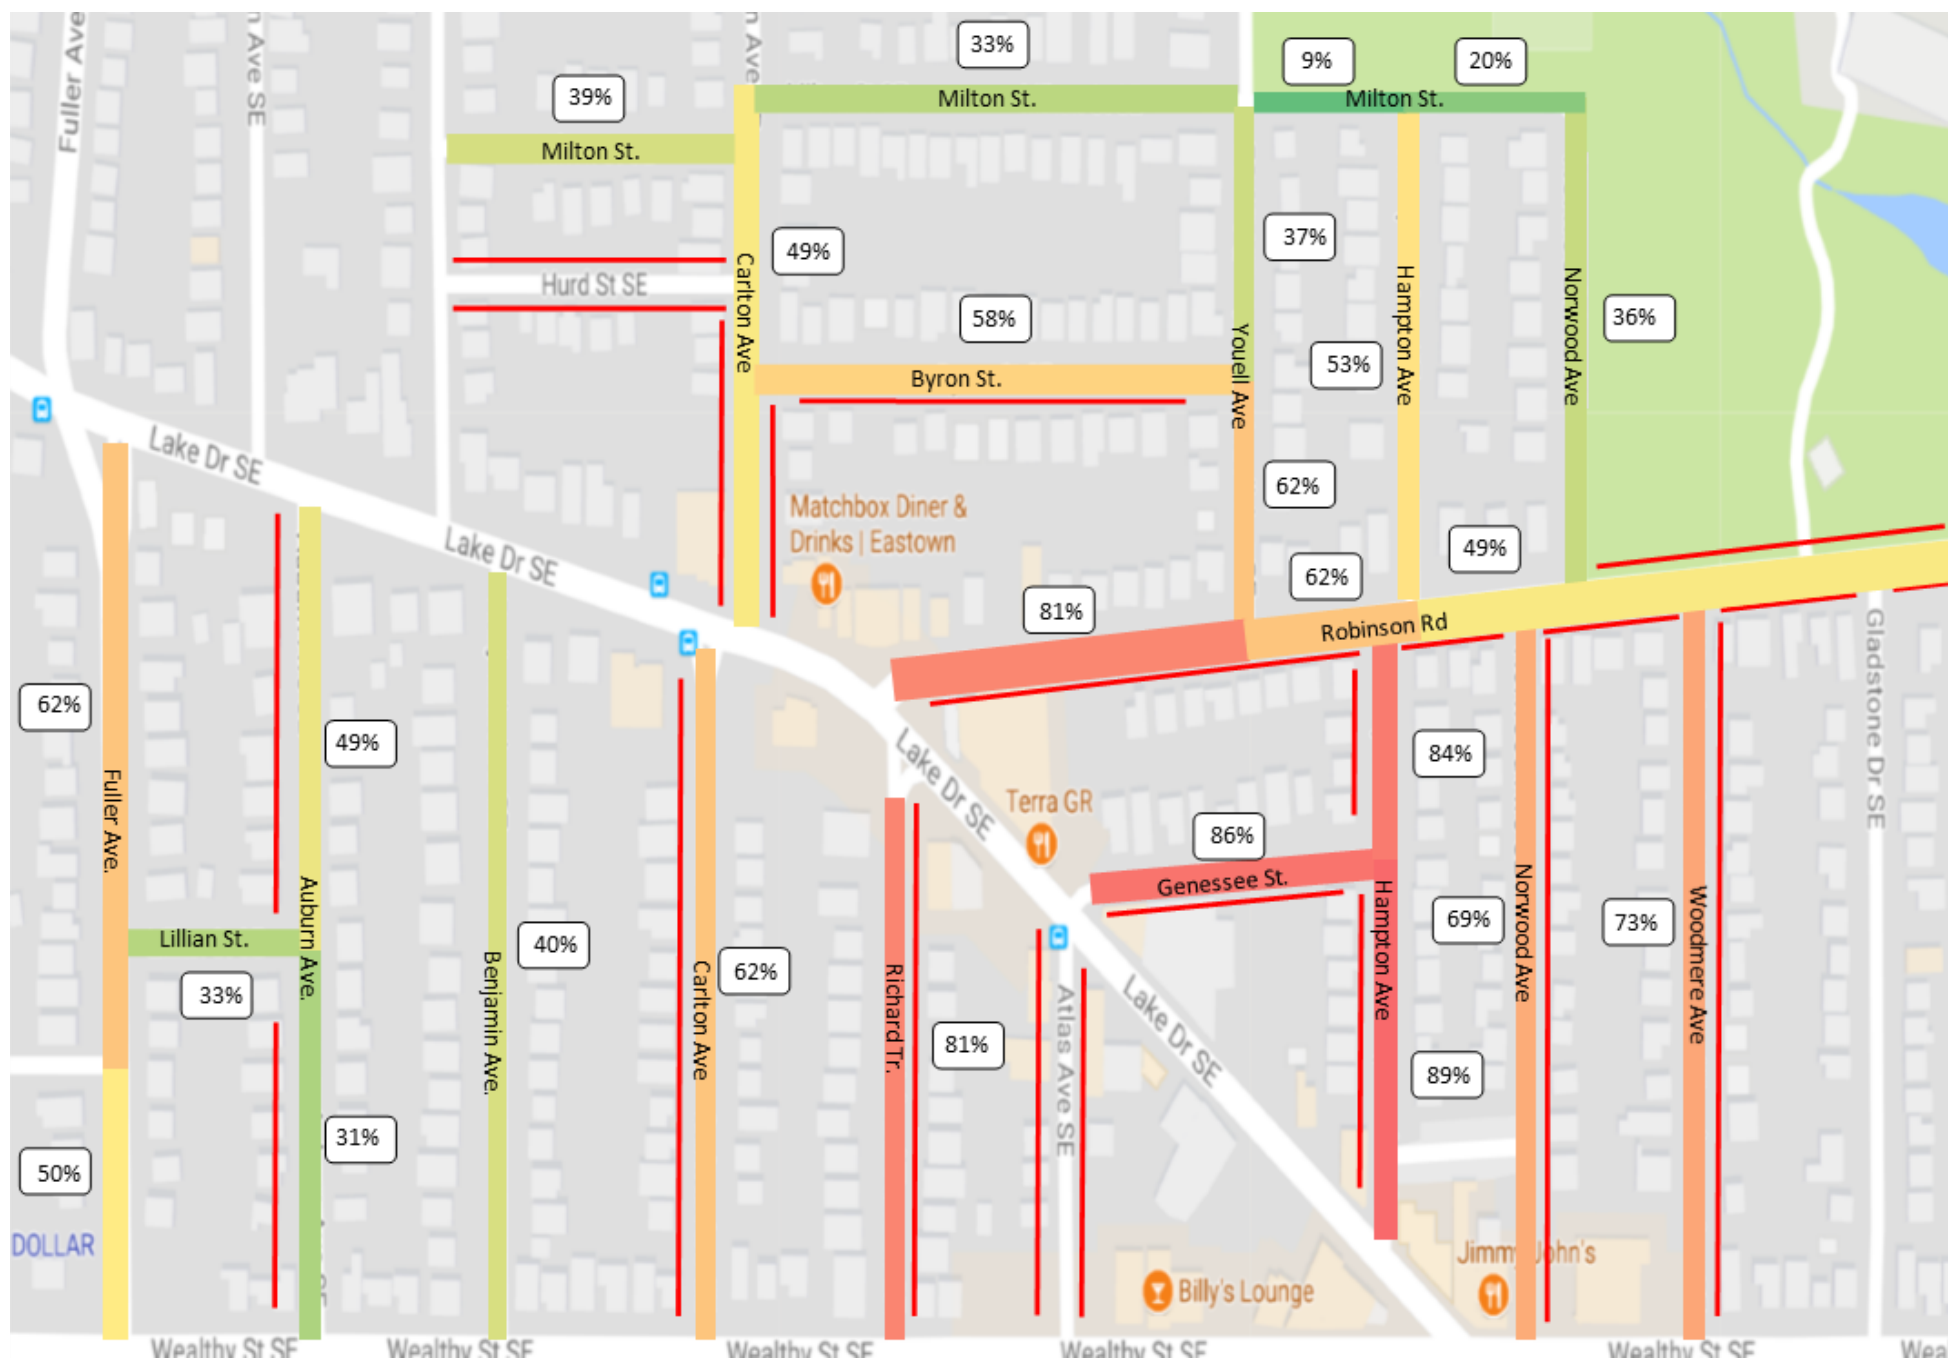 Fuller Ave
n Ave SE
n Ave
33%
9%
20%
39%
Milton St.
Milton St.
Milton St.
49%
37%
Hurd St SE
Carlton Ave
58%
Hampton Ave
Norwood Ave
36%
Youell Ave
53%
Byron St.
Lake Dr SE
62%
Matchbox Diner &
Drinks | Eastown
Lake Dr SE
49%
62%
81%
Robinson Rd
Gladstone Dr SE
62%
49%
Lake Dr SE
84%
Fuller Ave.
Terra GR
86%
Auburn Ave.
Genessee St.
Hampton Ave
Norwood Ave
Woodmere Ave
69%
73%
Lillian St.
40%
Benjamin Ave.
Carlton Ave
62%
Richard Tr.
33%
81%
Atlas Ave SE
Lake Dr SE
89%
31%
50%
DOLLAR
Jimmy John's
Billy's Lounge
Wealthy St SE
Wealthy St SE
Wealthy St SE
Wealthy St SE
Wealthy St SE
Wea